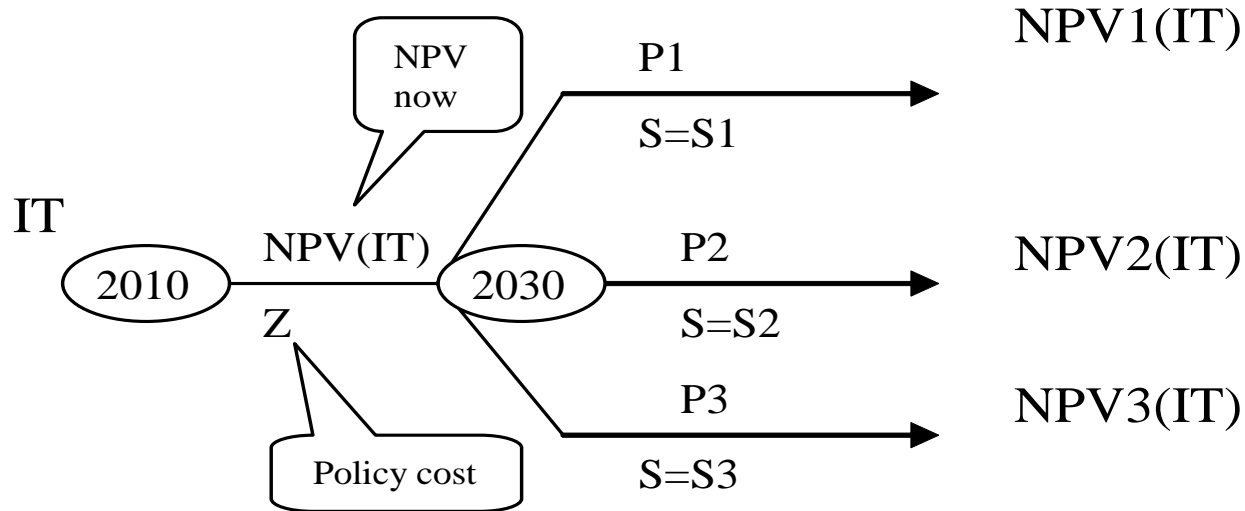 NPV1(IT)
NPV
now
P1
S=S1
IT
NPV(IT)
P2
NPV2(IT)
2010
2030
Z
S=S2
P3
NPV3(IT)
Policy cost
S=S3